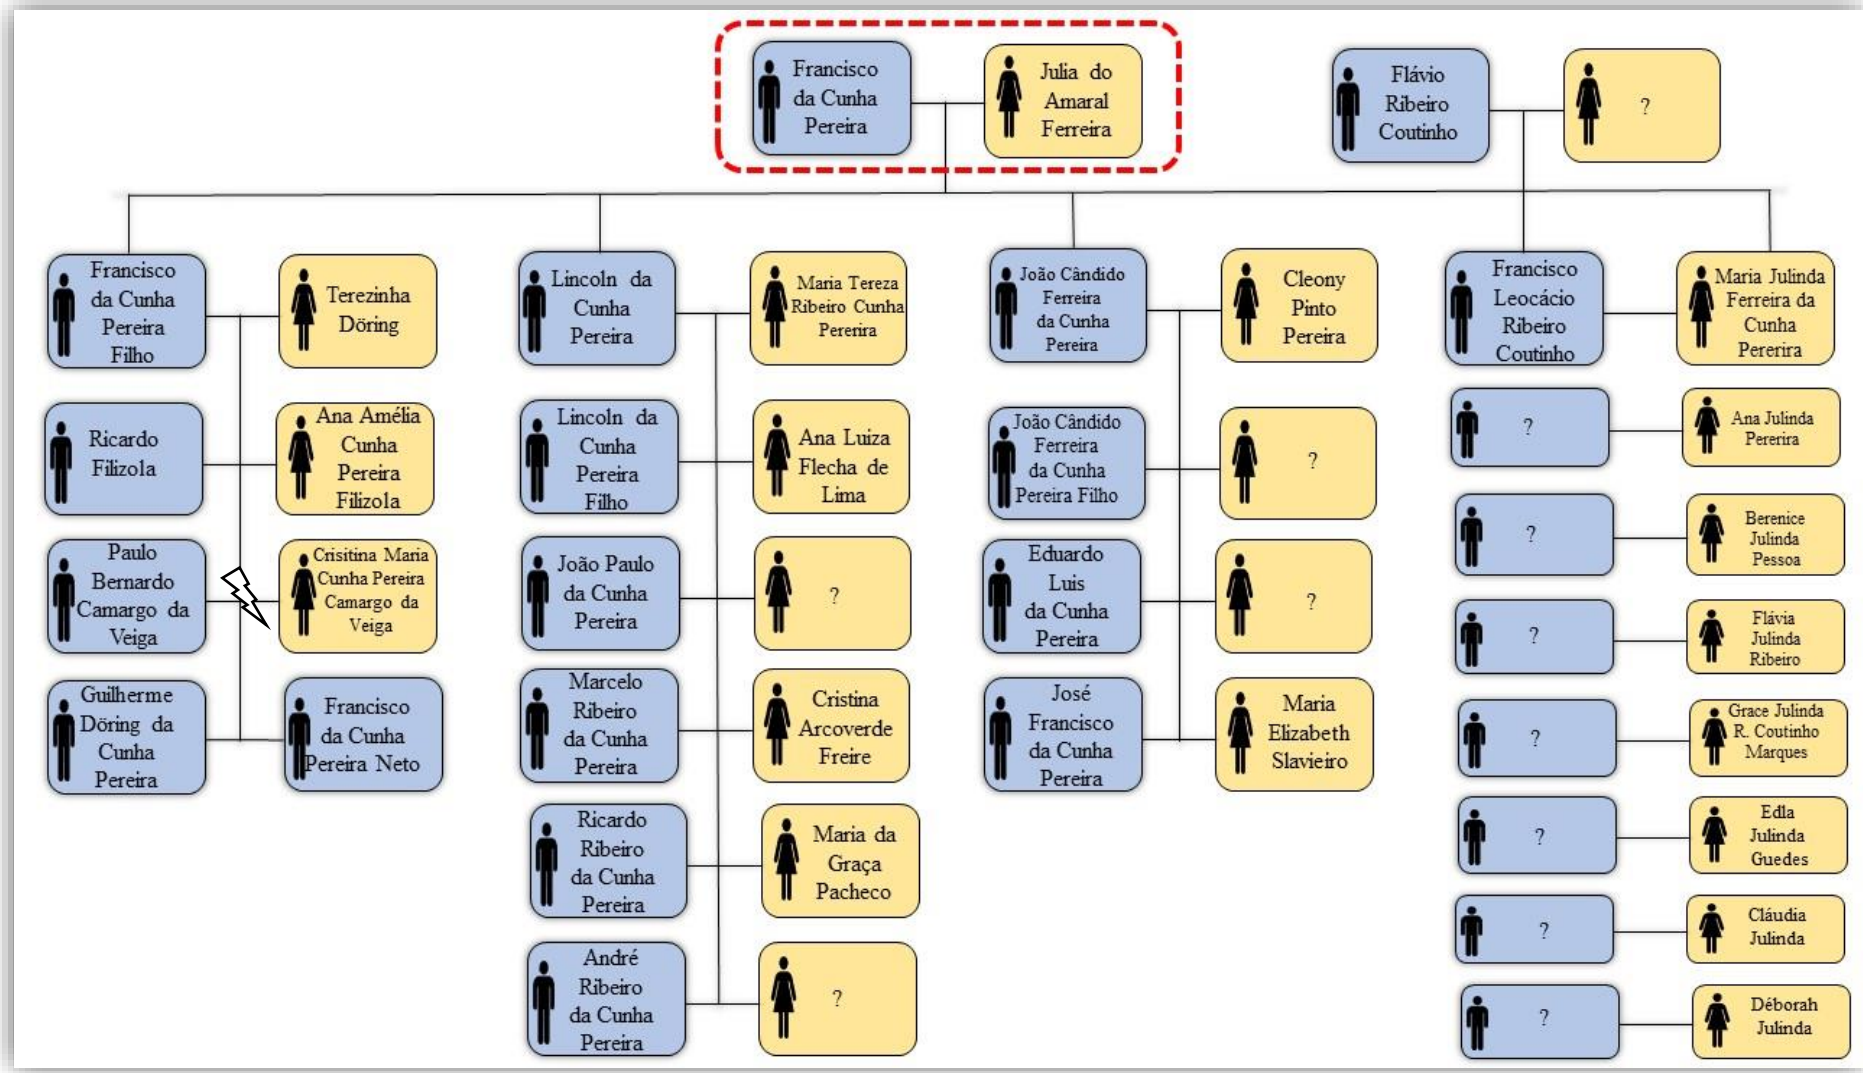 Francisco
da Cunha
Pereira
Julia do
Amaral
Ferreira
Flávio
Ribeiro
Coutinho
?
Francisco
da Cunha
Pereira
Filho
Terezinha
Döring
Lincoln da
Cunha
Pereira
Maria Tereza
Ribeiro Cunha
Pererira
João Cândido
Ferreira
da Cunha
Pereira
Cleony
Pinto
Pereira
Francisco
Leocácio
Ribeiro
Coutinho
Maria Julinda
Ferreira da
Cunha
Pererira
Ricardo
Filizola
Ana Amélia
Cunha
Pereira
Filizola
Lincoln da
Cunha
Pereira
Filho
Ana Luiza
Flecha de
Lima
João Cândido
Ferreira
da Cunha
Pereira Filho
?
?
Ana Julinda
Pererira
Paulo
Bernardo
Camargo da
Veiga
Crisitina Maria
Cunha Pereira
Camargo da
Veiga
João Paulo
da Cunha
Pereira
?
Eduardo
Luis
da Cunha
Pereira
?
?
Berenice
Julinda
Pessoa
?
Flávia
Julinda
Ribeiro
Guilherme
Döring da
Cunha
Pereira
Francisco
da Cunha
Pereira Neto
Marcelo
Ribeiro
da Cunha
Pereira
Cristina
Arcoverde
Freire
José
Francisco
da Cunha
Pereira
Maria
Elizabeth
Slavieiro
?
Grace Julinda
R. Coutinho
Marques
Ricardo
Ribeiro
da Cunha
Pereira
Maria da
Graça
Pacheco
?
Edla
Julinda
Guedes
?
Cláudia
Julinda
André
Ribeiro
da Cunha
Pereira
?
?
Déborah
Julinda